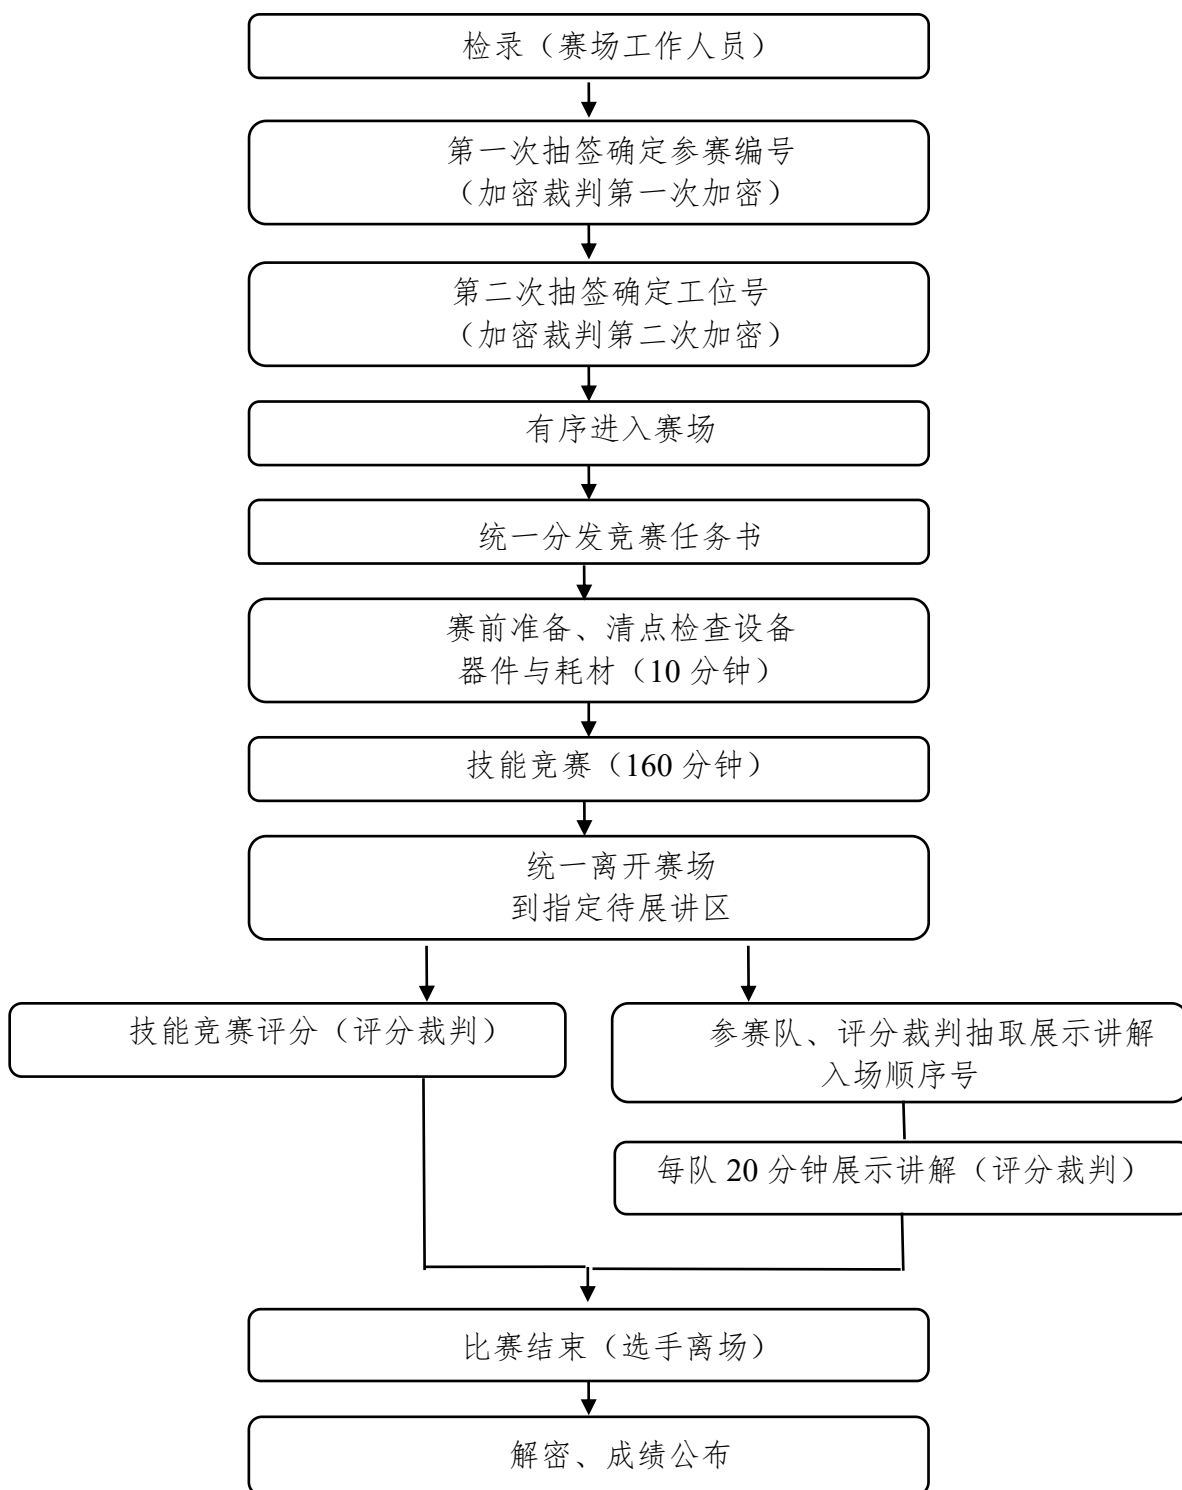 检录（赛场工作人员）
第一次抽签确定参赛编号
（加密裁判第一次加密）
第二次抽签确定工位号
（加密裁判第二次加密）
有序进入赛场
统一分发竞赛任务书
赛前准备、清点检查设备
器件与耗材（10 分钟）
技能竞赛（160 分钟）
统一离开赛场
到指定待展讲区
技能竞赛评分（评分裁判）
参赛队、评分裁判抽取展示讲解
入场顺序号
每队 20 分钟展示讲解（评分裁判）
比赛结束（选手离场）
解密、成绩公布